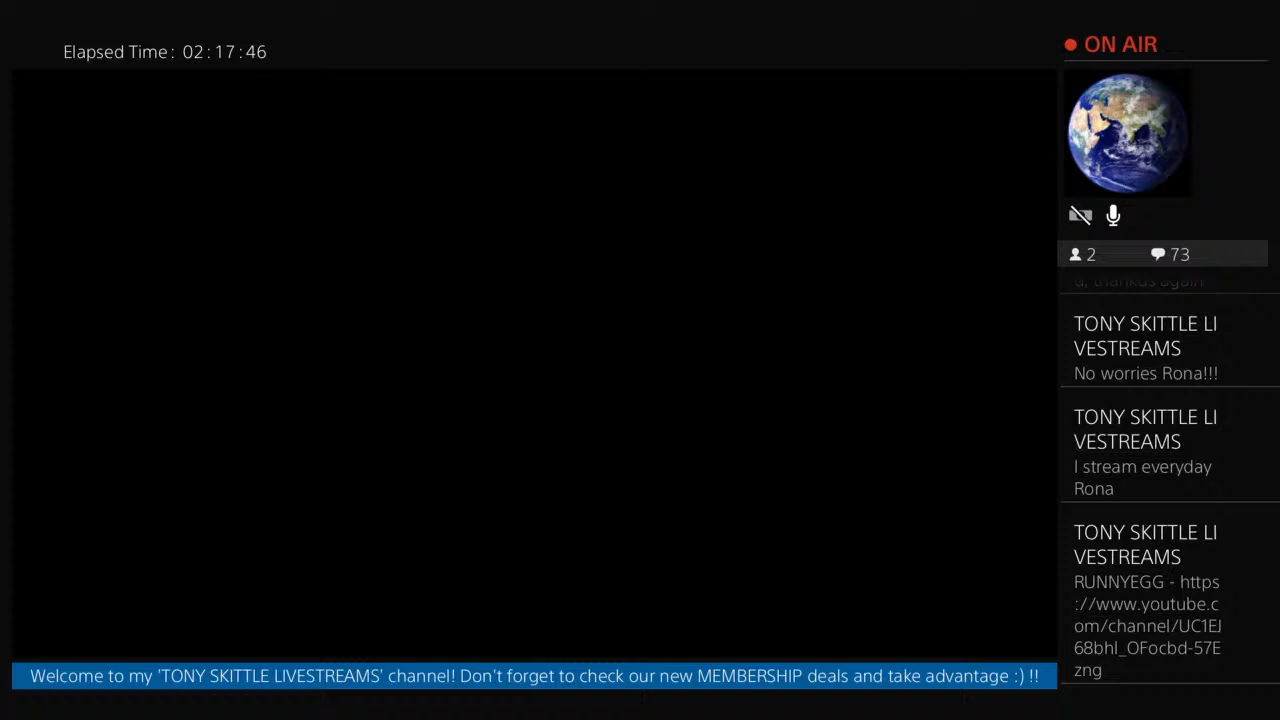 Elapsed Time: 02:17:46
ON AIR
2 73
u, thankds again
TONY SKITTLE LI
VESTREAMS
No worries Rona!!!
TONY SKITTLE LI
VESTREAMS
I stream everyday
Rona
TONY SKITTLE LI
VESTREAMS
RUNNYEGG - https
://www.youtube.c
om/channel/UC1EJ
68bhl_OFocbd-57E
zng
Welcome to my 'TONY SKITTLE LIVESTREAMS' channel! Don't forget to check our new MEMBERSHIP deals and take advantage :) !!